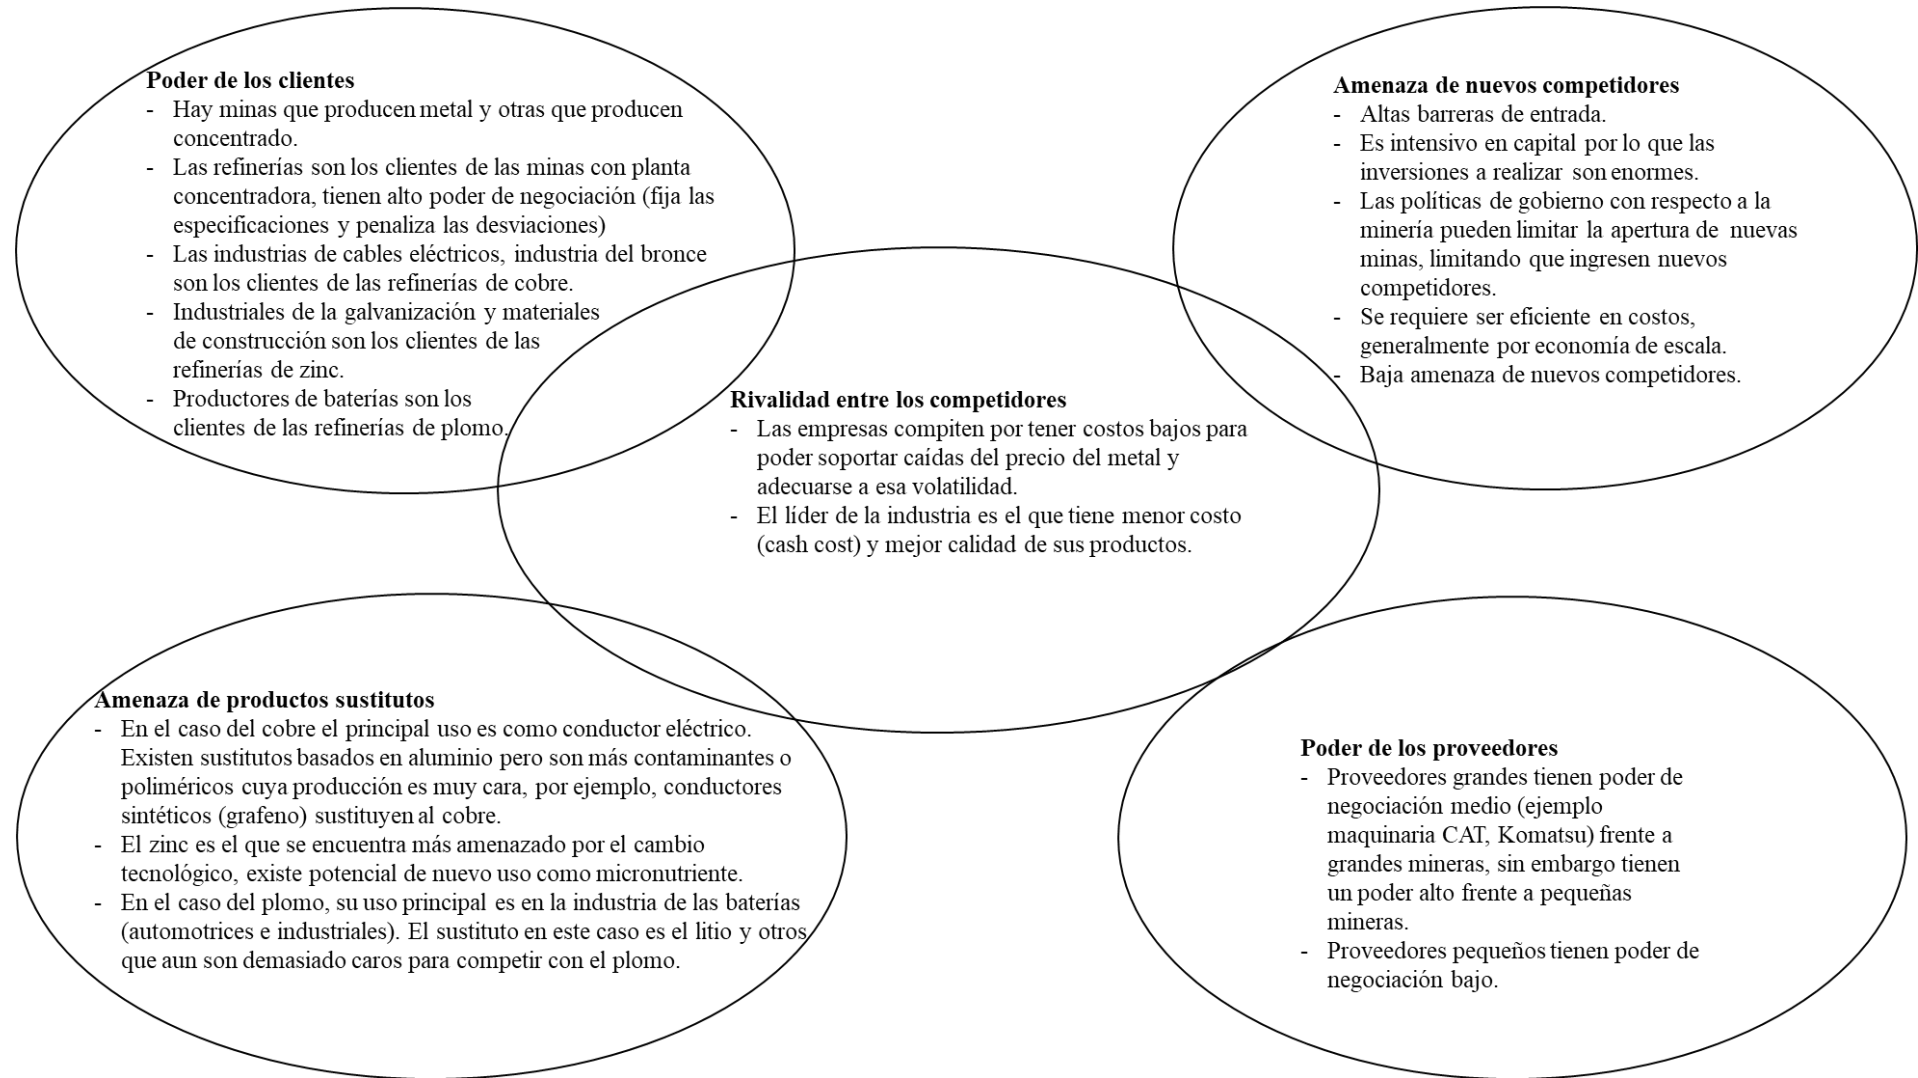 Poder de los clientes
- Hay minas que producen metal y otras que producen
concentrado.
- Las refinerías son los clientes de las minas con planta
concentradora, tienen alto poder de negociación (fija las
especificaciones y penaliza las desviaciones)
- Las industrias de cables eléctricos, industria del bronce
son los clientes de las refinerías de cobre.
- Industriales de la galvanización y materiales
de construcción son los clientes de las
refinerías de zinc.
- Productores de baterías son los
clientes de las refinerías de plomo.
Amenaza de nuevos competidores
- Altas barreras de entrada.
- Es intensivo en capital por lo que las
inversiones a realizar son enormes.
- Las políticas de gobierno con respecto a la
minería pueden limitar la apertura de nuevas
minas, limitando que ingresen nuevos
competidores.
- Se requiere ser eficiente en costos,
generalmente por economía de escala.
- Baja amenaza de nuevos competidores.
Rivalidad entre los competidores
- Las empresas compiten por tener costos bajos para
poder soportar caídas del precio del metal y
adecuarse a esa volatilidad.
- El líder de la industria es el que tiene menor costo
(cash cost) y mejor calidad de sus productos.
Amenaza de productos sustitutos
- En el caso del cobre el principal uso es como conductor eléctrico.
Existen sustitutos basados en aluminio pero son más contaminantes o
poliméricos cuya producción es muy cara, por ejemplo, conductores
sintéticos (grafeno) sustituyen al cobre.
- El zinc es el que se encuentra más amenazado por el cambio
tecnológico, existe potencial de nuevo uso como micronutriente.
- En el caso del plomo, su uso principal es en la industria de las baterías
(automotrices e industriales). El sustituto en este caso es el litio y otros
que aun son demasiado caros para competir con el plomo.
Poder de los proveedores
- Proveedores grandes tienen poder de
negociación medio (ejemplo
maquinaria CAT, Komatsu) frente a
grandes mineras, sin embargo tienen
un poder alto frente a pequeñas
mineras.
- Proveedores pequeños tienen poder de
negociación bajo.